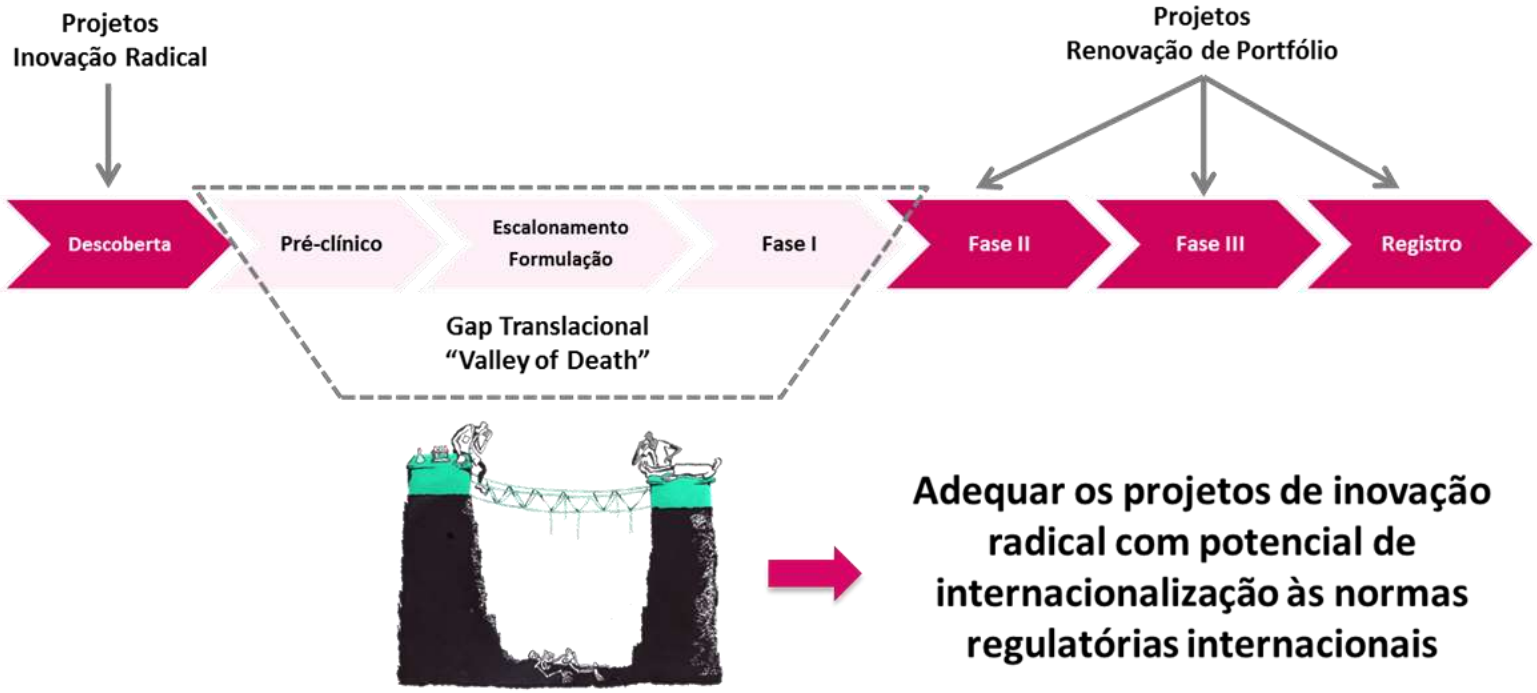 Projetos
Inovação Radical
Projetos
Renovação de Portfólio
Descoberta
Pré-clínico
Escalonamento
Formulação
Fase I
Fase II
Fase III
Registro
Gap Translacional
“Valley of Death”
Adequar os projetos de inovação
radical com potencial de
internacionalização às normas
regulatórias internacionais